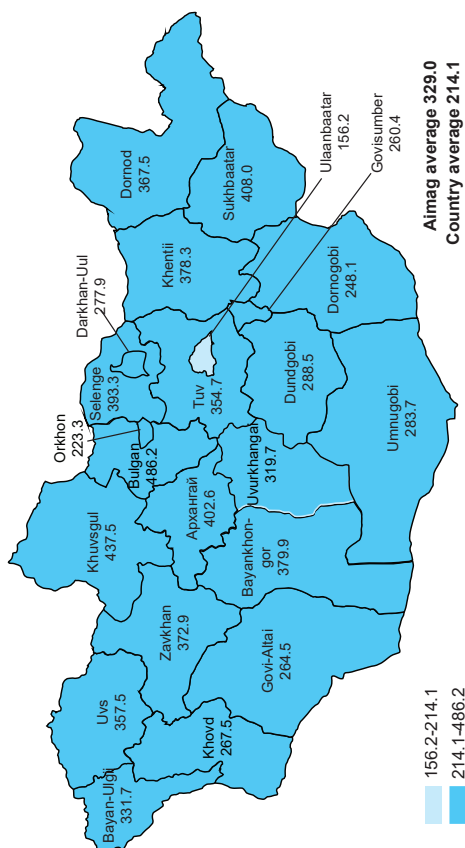 Dornod
367.5
Sukhbaatar
408.0
Khentii
378.3
Darkhan-Uul
277.9
Selenge
393.3
Orkhon
223.3
Bulgan
486.2
Khuvsgul
437.5
Архангай
402.6
Tuv
354.7
Ulaanbaatar
156.2
Govisumber
260.4
Dornogobi
248.1
Dundgobi
288.5
Umnugobi
283.7
Uvurkhangai
319.7
Bayankhon-
gor
379.9
Zavkhan
372.9
Govi-Altai
264.5
Uvs
357.5
Khovd
267.5
Bayan-Ulgii
331.7
Aimag average 329.0
Country average 214.1
156.2-214.1
214.1-486.2